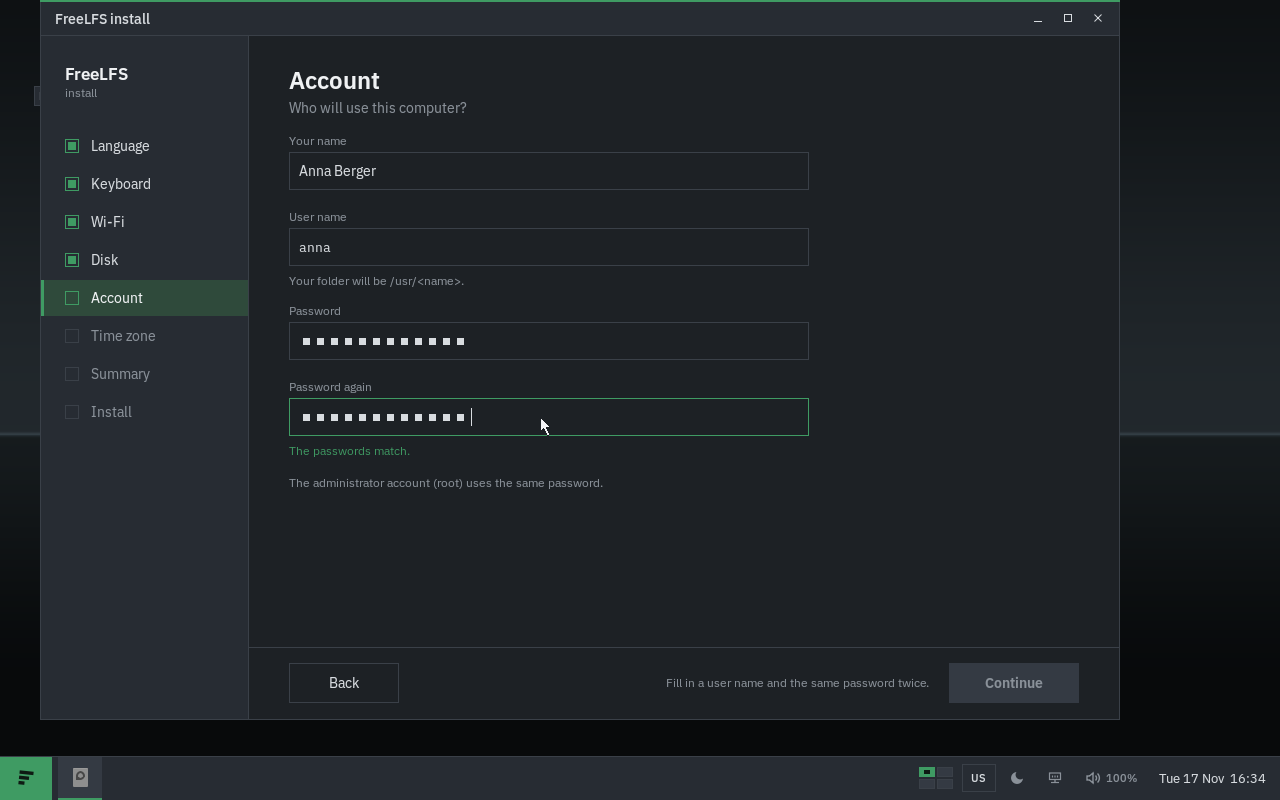 FreeLFS install
FreeLFS
install
Language
Keyboard
Wi-Fi
Disk
Account
Time zone
Summary
Install
Account
Who will use this computer?
Your name
Anna Berger
User name
anna
Your folder will be /usr/<name>.
Password
Password again
The passwords match.
The administrator account (root) uses the same password.
Back
Fill in a user name and the same password twice.
Continue
US
100%
Tue 17 Nov 16:34